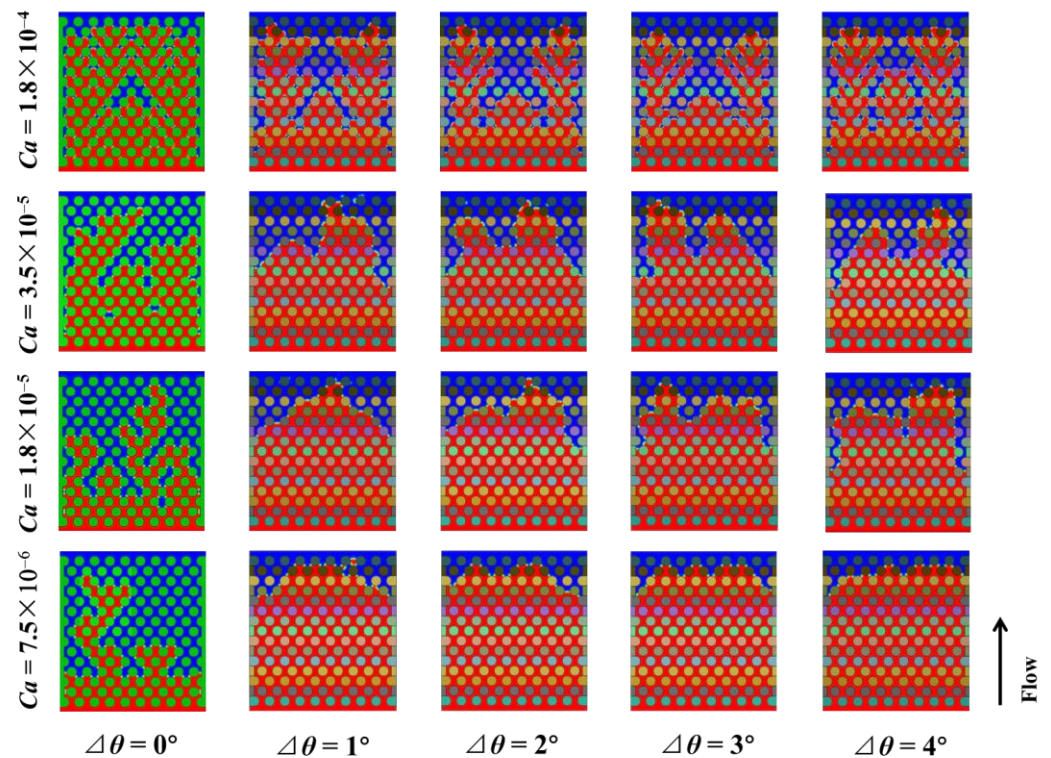 Ca = 1.8×10⁻⁴
Ca = 3.5×10⁻⁵
Ca = 1.8×10⁻⁵
Ca = 7.5×10⁻⁶
Flow
⊿θ = 0°
⊿θ = 1°
⊿θ = 2°
⊿θ = 3°
⊿θ = 4°